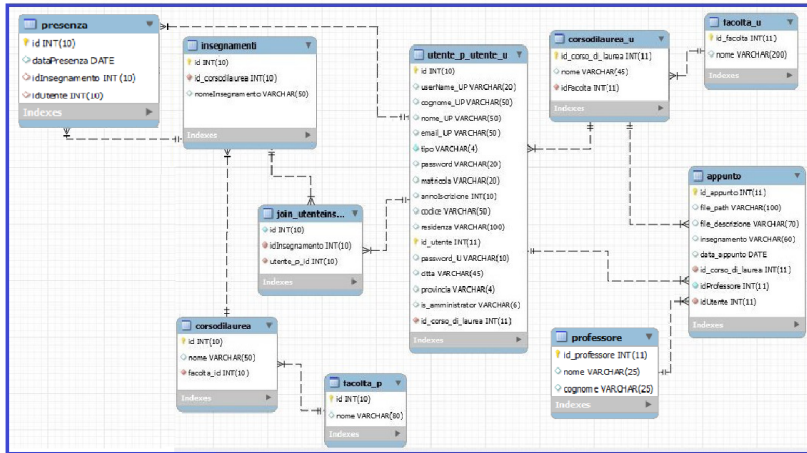 presenza
id INT(10)
dataPresenza DATE
idInsegnamento INT (10)
idUtente INT(10)
Indexes
insegnamenti
id INT(10)
id_corsodilaurea INT(10)
nomeInsegnamento VARCHAR(50)
Indexes
join_utenteins...
id INT(10)
idInsegnamento INT(10)
utente_p_id INT(10)
Indexes
corsodilaurea
id INT(10)
nome VARCHAR(50)
facolta_id INT(10)
Indexes
facolta_p
id INT(10)
nome VARCHAR(80)
Indexes
utente_p_utente_u
id INT(10)
userName_UP VARCHAR(20)
cognome_UP VARCHAR(50)
nome_UP VARCHAR(50)
email_UP VARCHAR(50)
tipo VARCHAR(4)
password VARCHAR(20)
matricola VARCHAR(20)
annoIscrizione INT(10)
codice VARCHAR(50)
residenza VARCHAR(100)
id_utente INT(11)
password_U VARCHAR(10)
citta VARCHAR(45)
provincia VARCHAR(4)
is_amministrator VARCHAR(6)
id_corso_di_laurea INT(11)
Indexes
corsodilaurea_u
id_corso_di_laurea INT(11)
nome VARCHAR(45)
idFacolta INT(11)
Indexes
facolta_u
id_facolta INT(11)
nome VARCHAR(200)
Indexes
appunto
id_appunto INT(11)
file_path VARCHAR(100)
file_descrizione VARCHAR(70)
insegnamento VARCHAR(60)
data_appunto DATE
id_corso_di_laurea INT(11)
idProfessore INT(11)
idUtente INT(11)
Indexes
professore
id_professore INT(11)
nome VARCHAR(25)
cognome VARCHAR(25)
Indexes